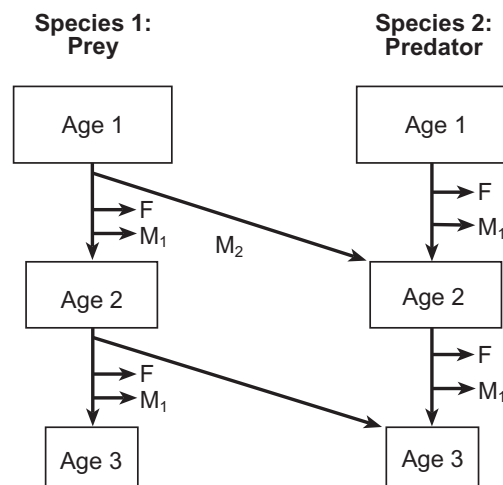 Species 1:
Prey
Species 2:
Predator
Age 1
Age 1
F
M₁
F
M₁
M₂
Age 2
Age 2
F
M₁
F
M₁
Age 3
Age 3